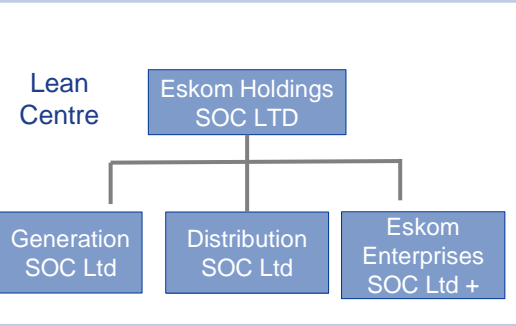 Lean
Centre
Eskom Holdings
SOC LTD
Generation
SOC Ltd
Distribution
SOC Ltd
Eskom
Enterprises
SOC Ltd +